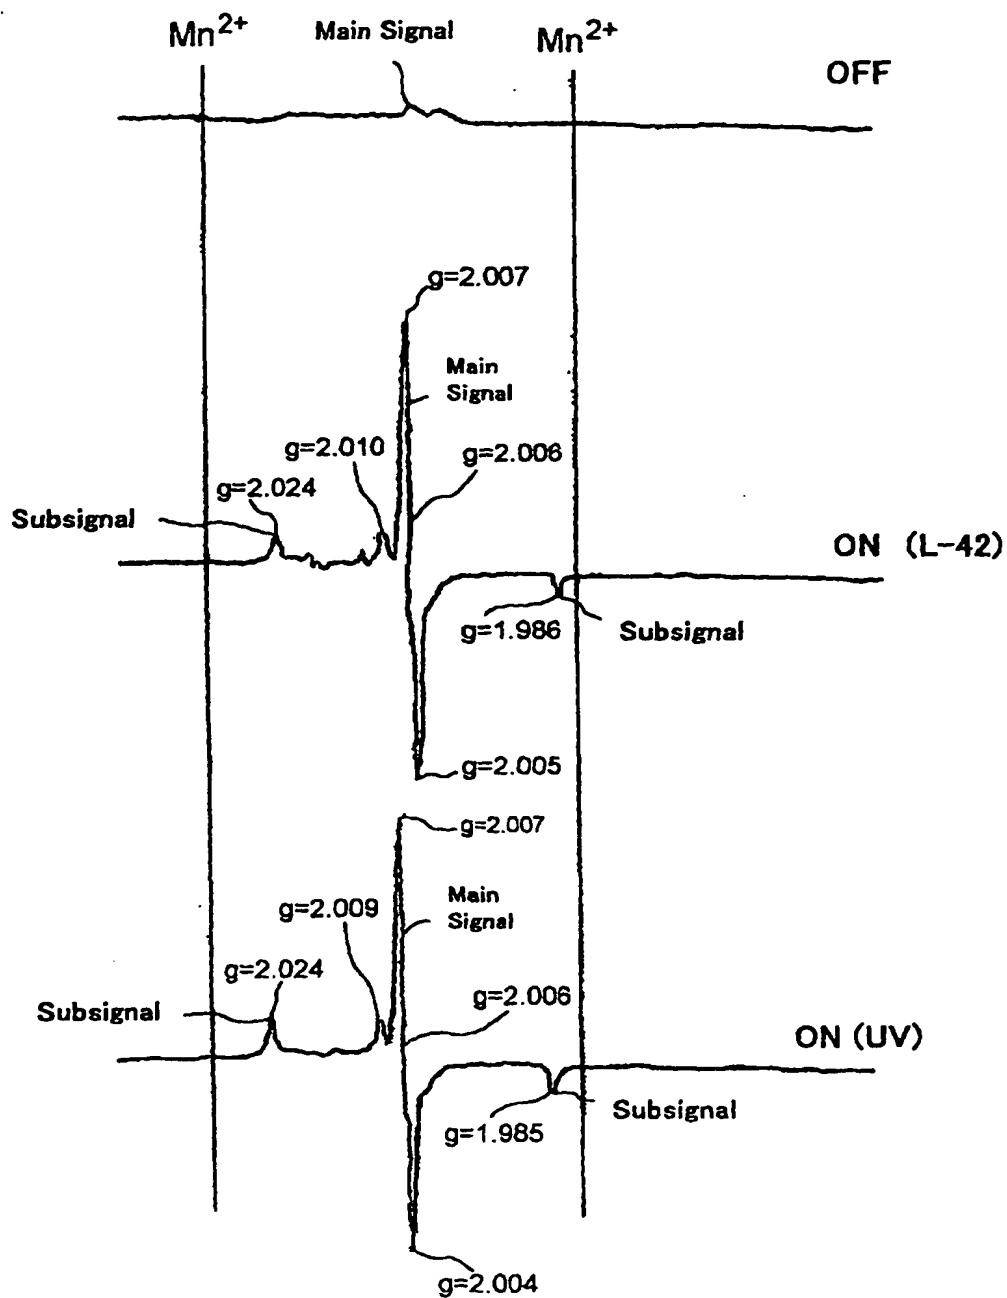 Mn2+
Main Signal
Mn2+
OFF
g=2.007
Main
Signal
g=2.010
g=2.006
g=2.024
Subsignal
ON (L-42)
g=1.986
Subsignal
g=2.005
g=2.007
Main
Signal
g=2.009
g=2.024
g=2.006
Subsignal
ON (UV)
Subsignal
g=1.985
g=2.004